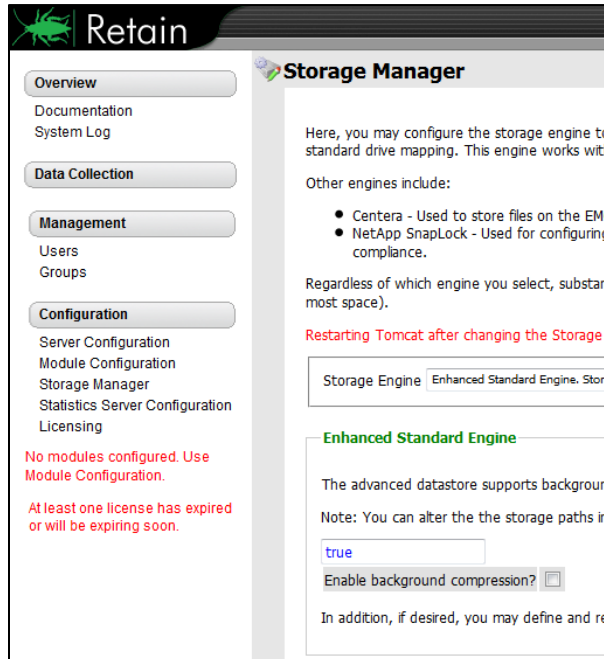 Retain
Overview
Documentation
System Log
Data Collection
Management
Users
Groups
Configuration
Server Configuration
Module Configuration
Storage Manager
Statistics Server Configuration
Licensing
No modules configured. Use
Module Configuration.
At least one license has expired
or will be expiring soon.
Storage Manager
Here, you may configure the storage engine to
standard drive mapping. This engine works wit
Other engines include:
● Centera - Used to store files on the EM
● NetApp SnapLock - Used for configuring
compliance.
Regardless of which engine you select, substan
most space).
Restarting Tomcat after changing the Storage
Storage Engine Enhanced Standard Engine. Stor
Enhanced Standard Engine
The advanced datastore supports backgroun
Note: You can alter the the storage paths in
true
Enable background compression?
In addition, if desired, you may define and re